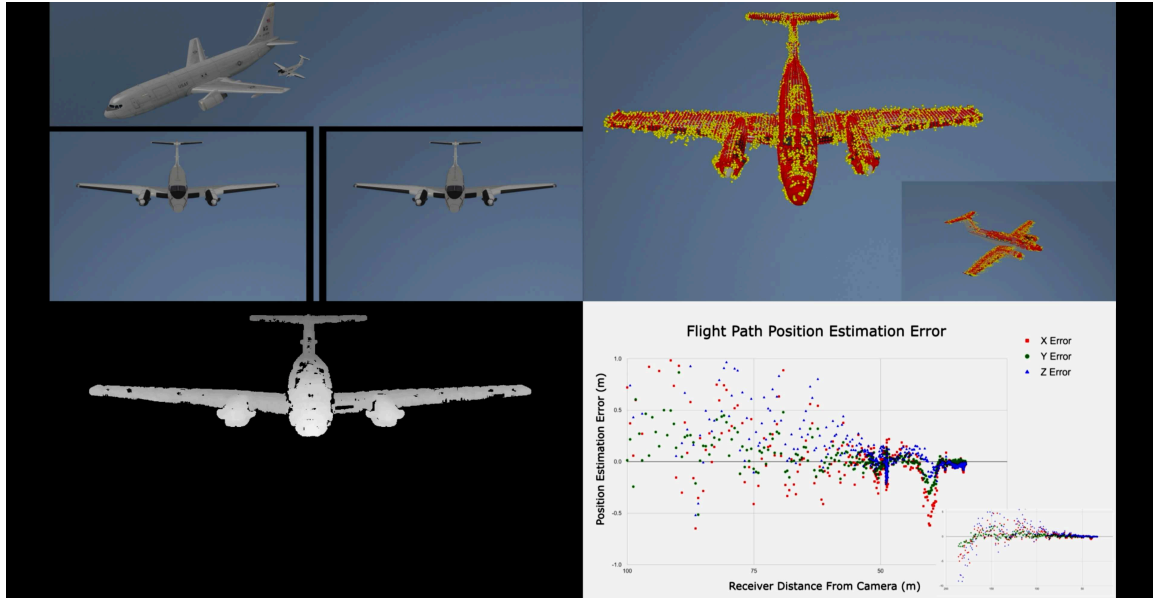 Flight Path Position Estimation Error
X Error
Y Error
Z Error
Position Estimation Error (m)
1.0
0.5
0.0
-0.5
-1.0
100
75
50
Receiver Distance From Camera (m)